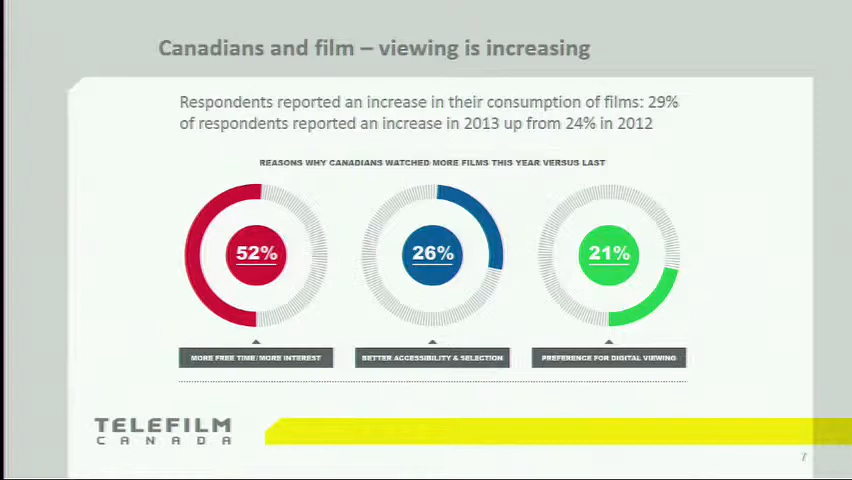 Canadians and film – viewing is increasing
Respondents reported an increase in their consumption of films: 29%
of respondents reported an increase in 2013 up from 24% in 2012
REASONS WHY CANADIANS WATCHED MORE FILMS THIS YEAR VERSUS LAST
52%
26%
21%
MORE FREE TIME/MORE INTEREST
BETTER ACCESSIBILITY & SELECTION
PREFERENCE FOR DIGITAL VIEWING
TELEFILM
CANADA
7